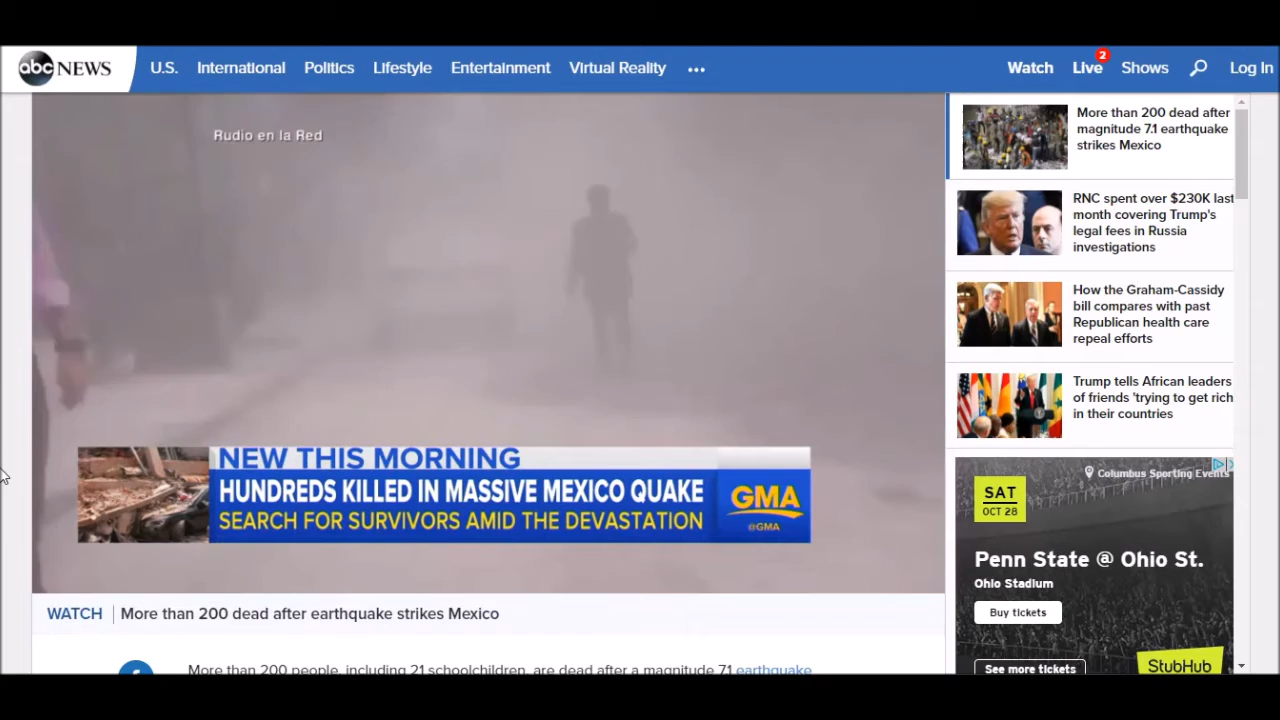 abc NEWS
U.S. International Politics Lifestyle Entertainment Virtual Reality ...
Watch Live 2 Shows Log In
Rudio en la Red
NEW THIS MORNING
HUNDREDS KILLED IN MASSIVE MEXICO QUAKE
SEARCH FOR SURVIVORS AMID THE DEVASTATION
GMA
@GMA
WATCH More than 200 dead after earthquake strikes Mexico
More than 200 people, including 21 schoolchildren, are dead after a magnitude 7.1 earthquake
More than 200 dead after
magnitude 7.1 earthquake
strikes Mexico
RNC spent over $230K last
month covering Trump's
legal fees in Russia
investigations
How the Graham-Cassidy
bill compares with past
Republican health care
repeal efforts
Trump tells African leaders
of friends 'trying to get rich
in their countries
Columbus Sporting Events
SAT
OCT 28
Penn State @ Ohio St.
Ohio Stadium
Buy tickets
See more tickets
StubHub